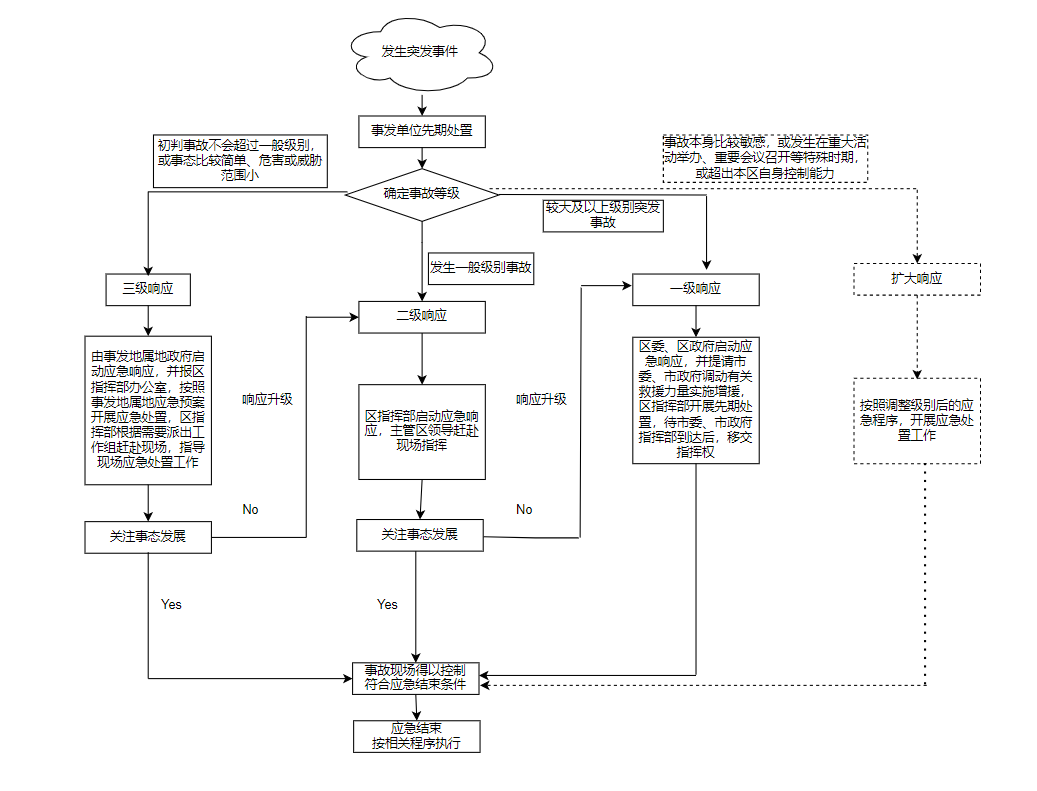 发生突发事件
事发单位先期处置
初判事故不会超过一般级别，
或事态比较简单、危害或威胁
范围小
事故本身比较敏感，或发生在重大活
动举办、重要会议召开等特殊时期，
或超出本区自身控制能力
确定事故等级
较大及以上级别突发
事故
发生一般级别事故
三级响应
二级响应
一级响应
扩大响应
由事发地属地政府启
动应急响应，并报区
指挥部办公室，按照
事发地属地应急预案
开展应急处置，区指
挥部根据需要派出工
作组赶赴现场，指导
现场应急处置工作
响应升级
区指挥部启动应急响
应，主管区领导赶赴
现场指挥
响应升级
区委、区政府启动应
急响应，并提请市
委、市政府调动有关
救援力量实施增援，
区指挥部开展先期处
置，待市委、市政府
指挥部到达后，移交
指挥权
按照调整级别后的应
急程序，开展应急处
置工作
No
No
关注事态发展
关注事态发展
Yes
Yes
事故现场得以控制
符合应急结束条件
应急结束
按相关程序执行